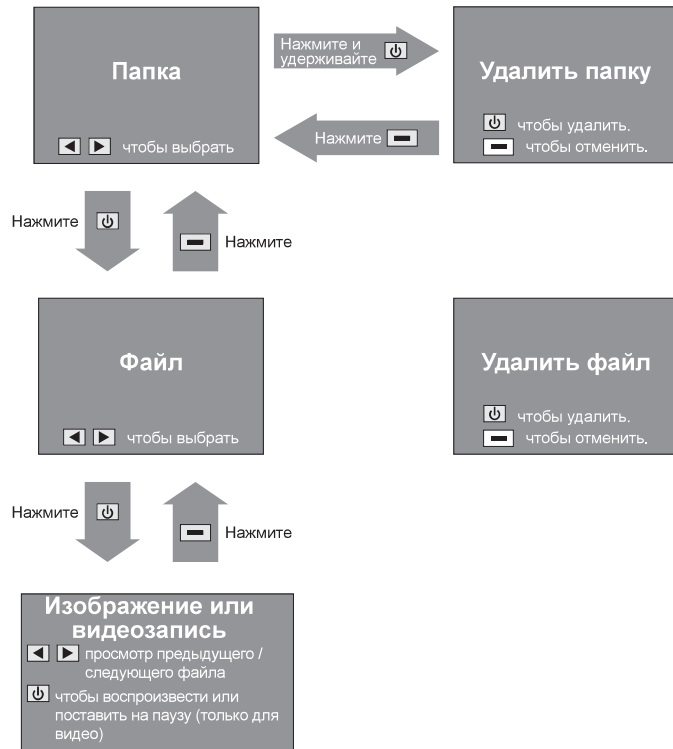 Папка
чтобы выбрать
Нажмите и
удерживайте
Нажмите
Удалить папку
чтобы удалить.
чтобы отменить.
Нажмите
Нажмите
Файл
чтобы выбрать
Удалить файл
чтобы удалить.
чтобы отменить.
Нажмите
Нажмите
Изображение или
видеозапись
просмотр предыдущего /
следующего файла
чтобы воспроизвести или
поставить на паузу (только для
видео)